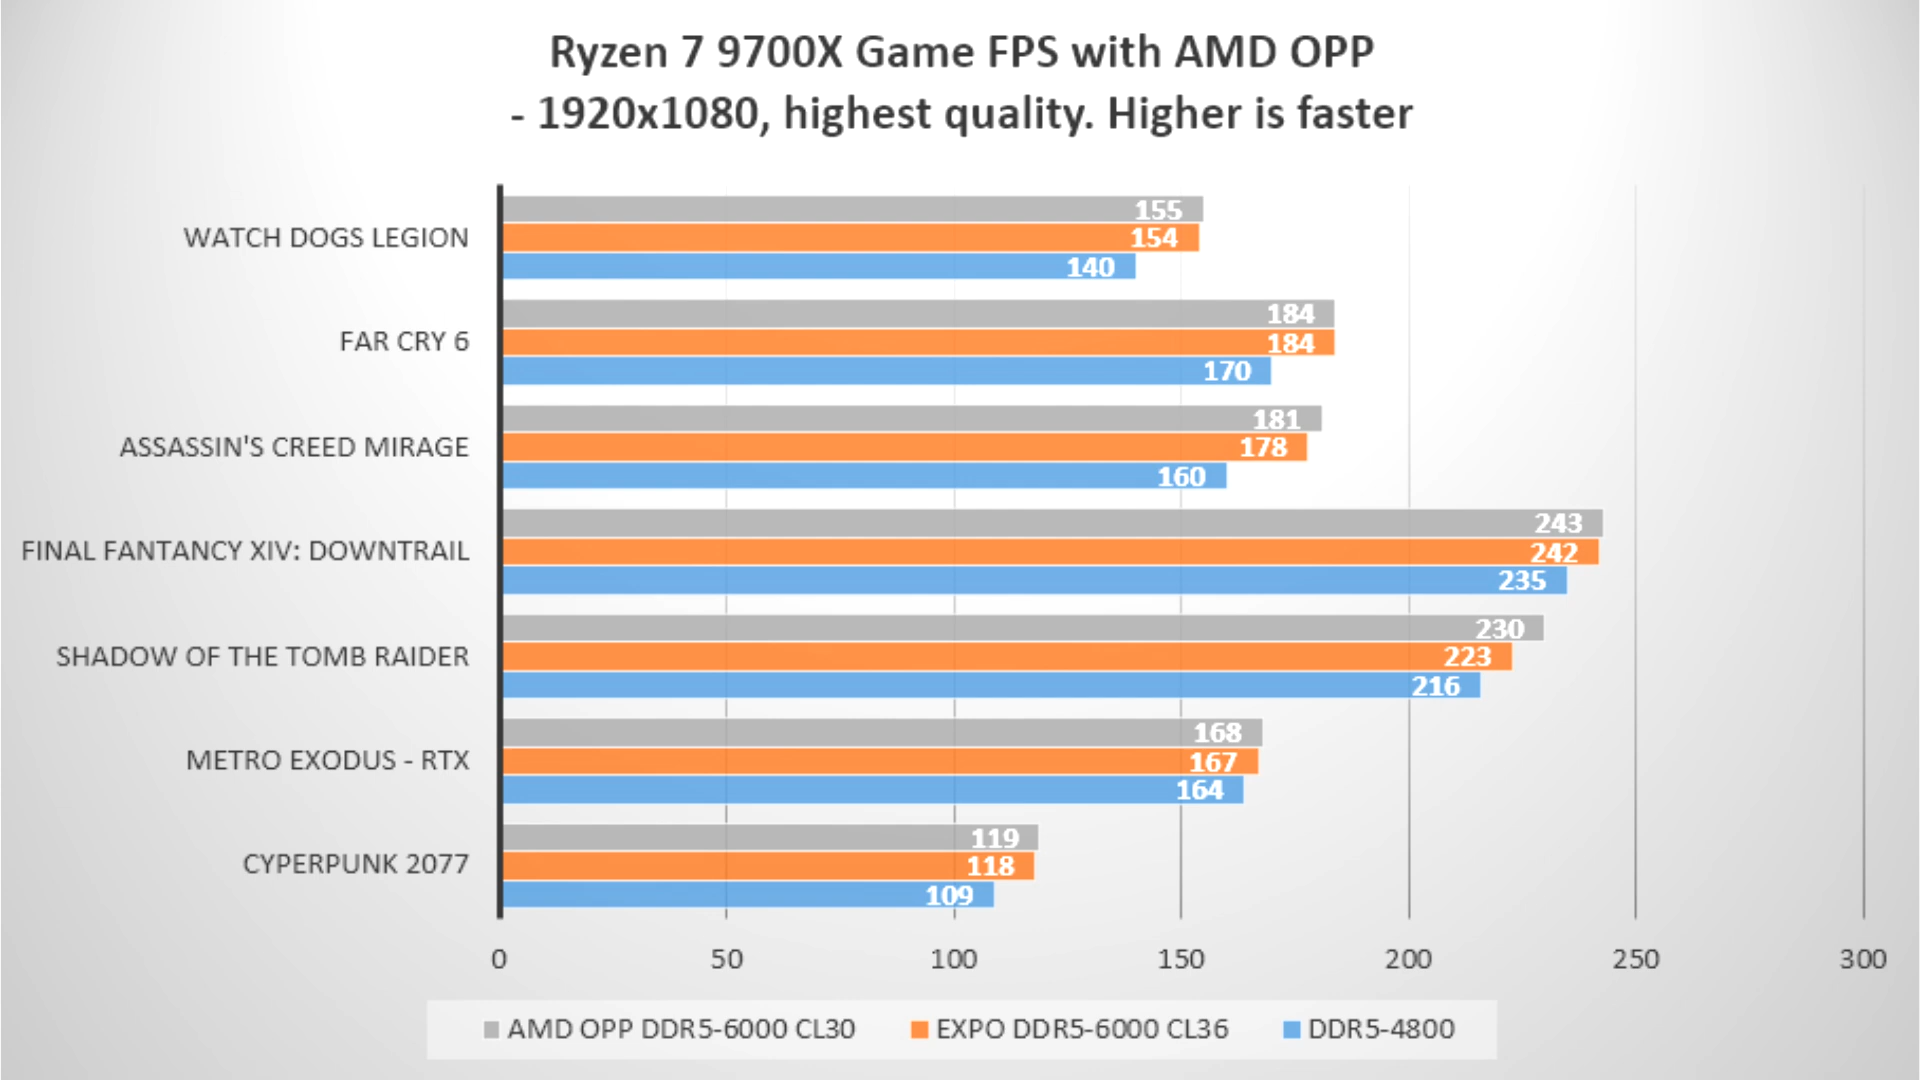 Ryzen 7 9700X Game FPS with AMD OPP
- 1920x1080, highest quality. Higher is faster
WATCH DOGS LEGION
155
154
140
FAR CRY 6
184
184
170
ASSASSIN'S CREED MIRAGE
181
178
160
FINAL FANTANCY XIV: DOWNTRAIL
243
242
235
SHADOW OF THE TOMB RAIDER
230
223
216
METRO EXODUS - RTX
168
167
164
CYPERPUNK 2077
119
118
109
0 50 100 150 200 250 300
AMD OPP DDR5-6000 CL30 EXPO DDR5-6000 CL36 DDR5-4800